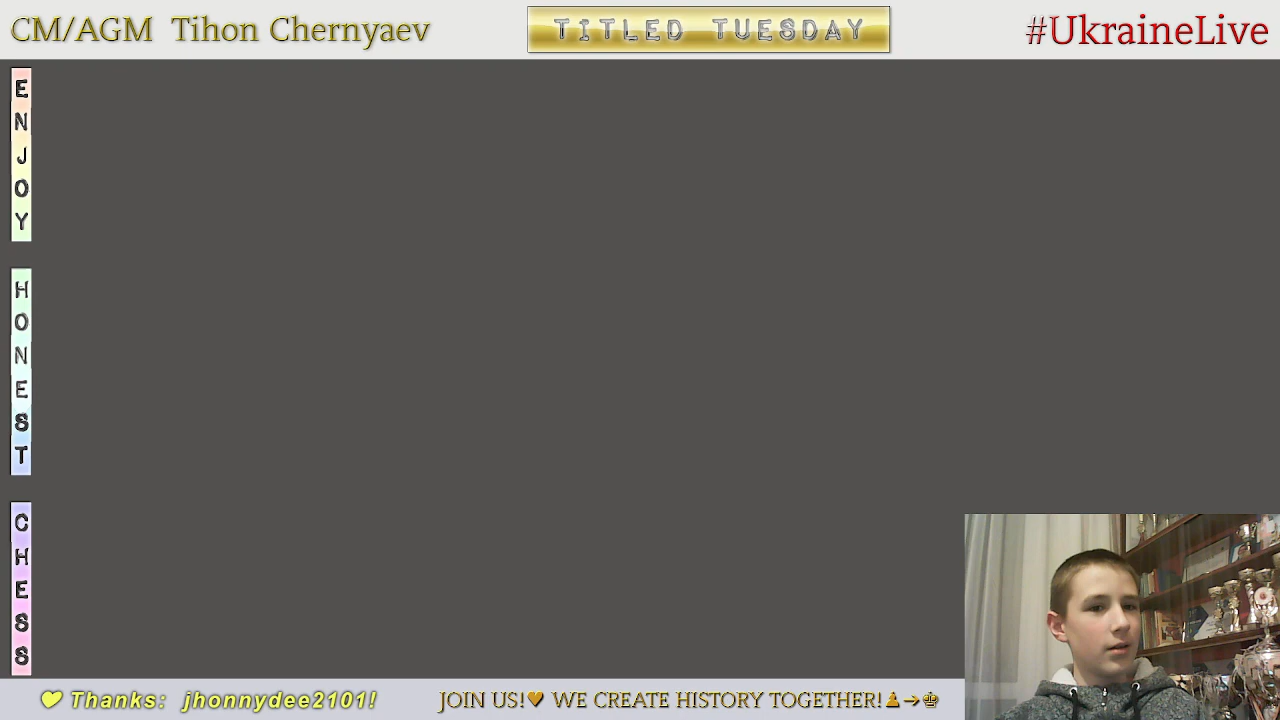 CM/AGM Tihon Chernyaev
TITLED TUESDAY
#UkraineLive
ENJOY
HONEST
CHESS
💛 Thanks: jhonnydee2101!
JOIN US!🧡 WE CREATE HISTORY TOGETHER!♟→♚